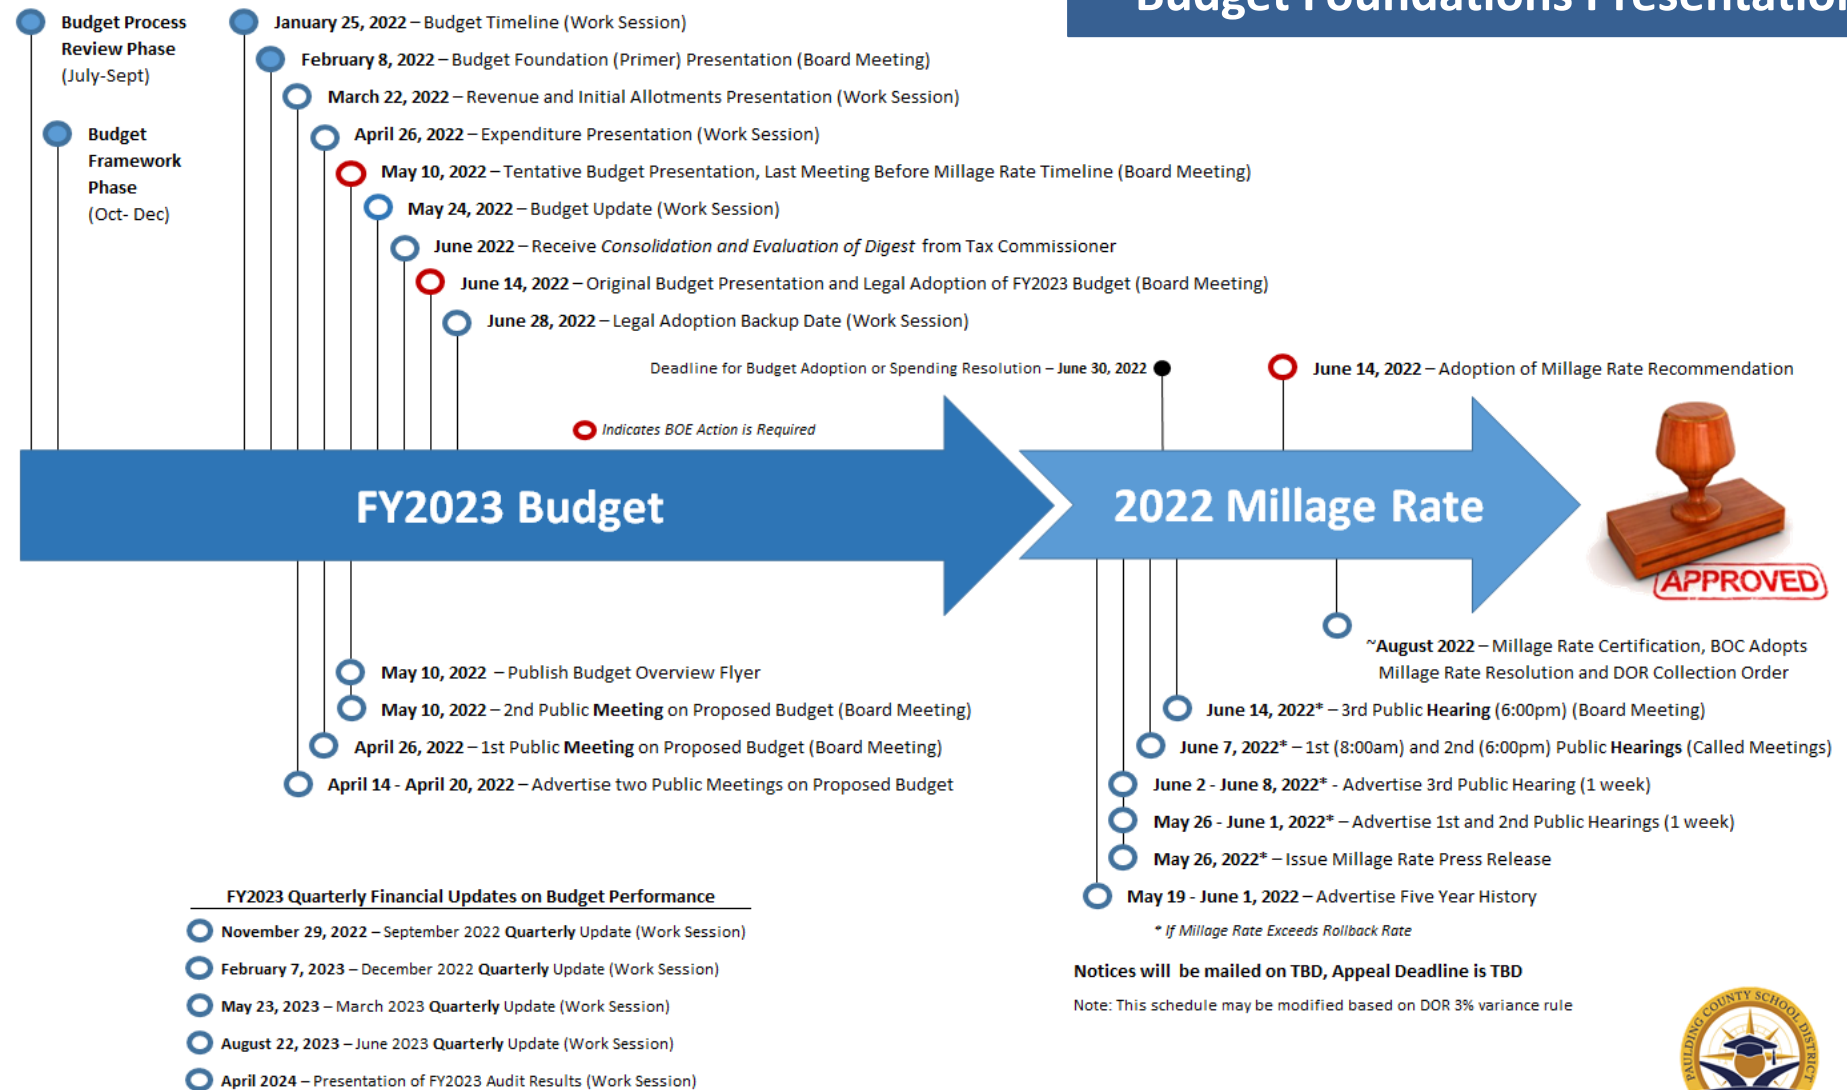 Budget Foundations Presentation
Budget Process
Review Phase
(July-Sept)
Budget
Framework
Phase
(Oct- Dec)
January 25, 2022 – Budget Timeline (Work Session)
February 8, 2022 – Budget Foundation (Primer) Presentation (Board Meeting)
March 22, 2022 – Revenue and Initial Allotments Presentation (Work Session)
April 26, 2022 – Expenditure Presentation (Work Session)
May 10, 2022 – Tentative Budget Presentation, Last Meeting Before Millage Rate Timeline (Board Meeting)
May 24, 2022 – Budget Update (Work Session)
June 2022 – Receive Consolidation and Evaluation of Digest from Tax Commissioner
June 14, 2022 – Original Budget Presentation and Legal Adoption of FY2023 Budget (Board Meeting)
June 28, 2022 – Legal Adoption Backup Date (Work Session)
Deadline for Budget Adoption or Spending Resolution – June 30, 2022
June 14, 2022 – Adoption of Millage Rate Recommendation
Indicates BOE Action is Required
FY2023 Budget
2022 Millage Rate
APPROVED
May 10, 2022 – Publish Budget Overview Flyer
May 10, 2022 – 2nd Public Meeting on Proposed Budget (Board Meeting)
April 26, 2022 – 1st Public Meeting on Proposed Budget (Board Meeting)
April 14 - April 20, 2022 – Advertise two Public Meetings on Proposed Budget
~August 2022 – Millage Rate Certification, BOC Adopts
Millage Rate Resolution and DOR Collection Order
June 14, 2022* – 3rd Public Hearing (6:00pm) (Board Meeting)
June 7, 2022* – 1st (8:00am) and 2nd (6:00pm) Public Hearings (Called Meetings)
June 2 - June 8, 2022* - Advertise 3rd Public Hearing (1 week)
May 26 - June 1, 2022* – Advertise 1st and 2nd Public Hearings (1 week)
May 26, 2022* – Issue Millage Rate Press Release
May 19 - June 1, 2022 – Advertise Five Year History
* If Millage Rate Exceeds Rollback Rate
Notices will be mailed on TBD, Appeal Deadline is TBD
Note: This schedule may be modified based on DOR 3% variance rule
FY2023 Quarterly Financial Updates on Budget Performance
November 29, 2022 – September 2022 Quarterly Update (Work Session)
February 7, 2023 – December 2022 Quarterly Update (Work Session)
May 23, 2023 – March 2023 Quarterly Update (Work Session)
August 22, 2023 – June 2023 Quarterly Update (Work Session)
April 2024 – Presentation of FY2023 Audit Results (Work Session)
PAULDING COUNTY SCHOOL DISTRICT